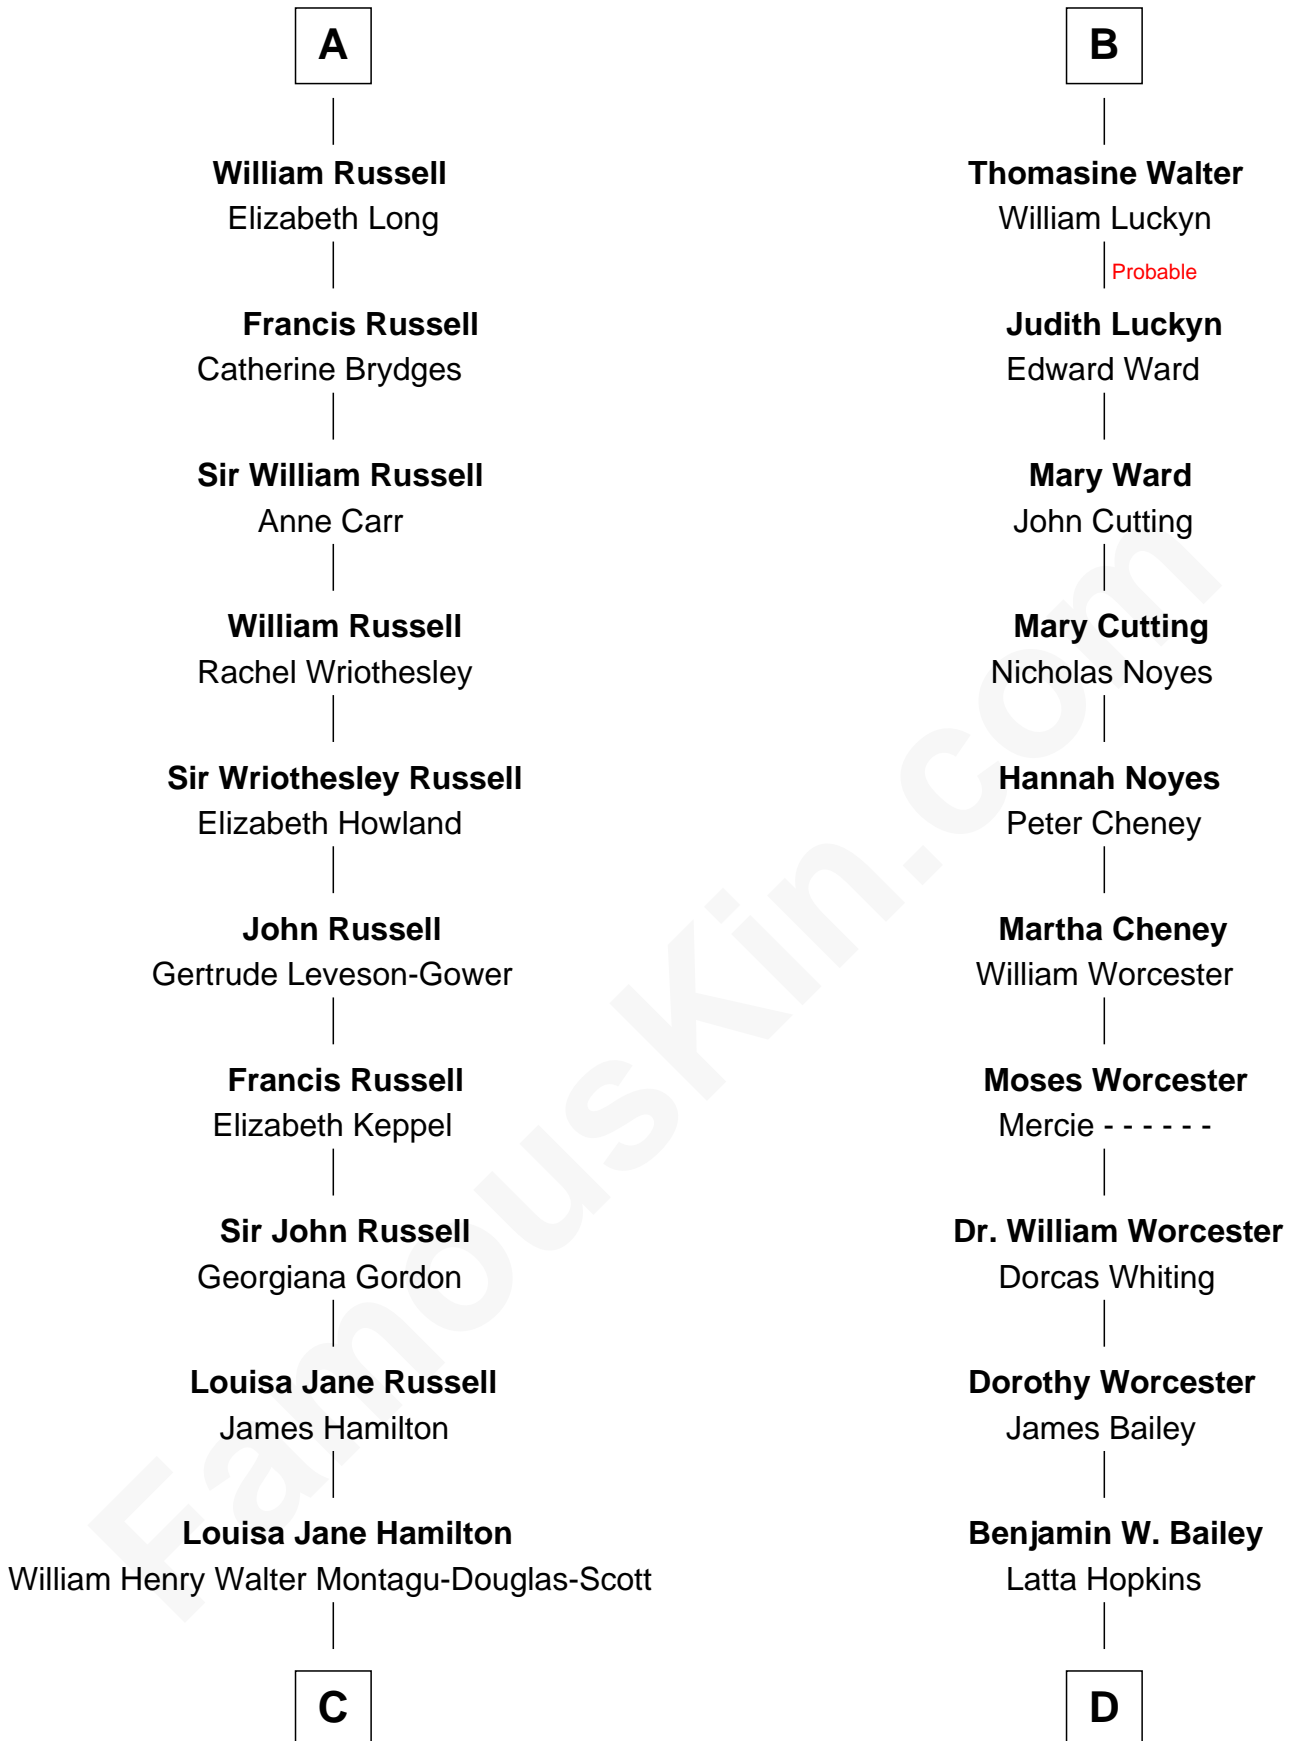 A
William Russell
Elizabeth Long
Francis Russell
Catherine Brydges
Sir William Russell
Anne Carr
William Russell
Rachel Wriothesley
Sir Wriothesley Russell
Elizabeth Howland
John Russell
Gertrude Leveson-Gower
Francis Russell
Elizabeth Keppel
Sir John Russell
Georgiana Gordon
Louisa Jane Russell
James Hamilton
Louisa Jane Hamilton
William Henry Walter Montagu-Douglas-Scott
C
B
Thomasine Walter
William Luckyn
Probable
Judith Luckyn
Edward Ward
Mary Ward
John Cutting
Mary Cutting
Nicholas Noyes
Hannah Noyes
Peter Cheney
Martha Cheney
William Worcester
Moses Worcester
Mercie - - - - - -
Dr. William Worcester
Dorcas Whiting
Dorothy Worcester
James Bailey
Benjamin W. Bailey
Latta Hopkins
D
FamousKin.com